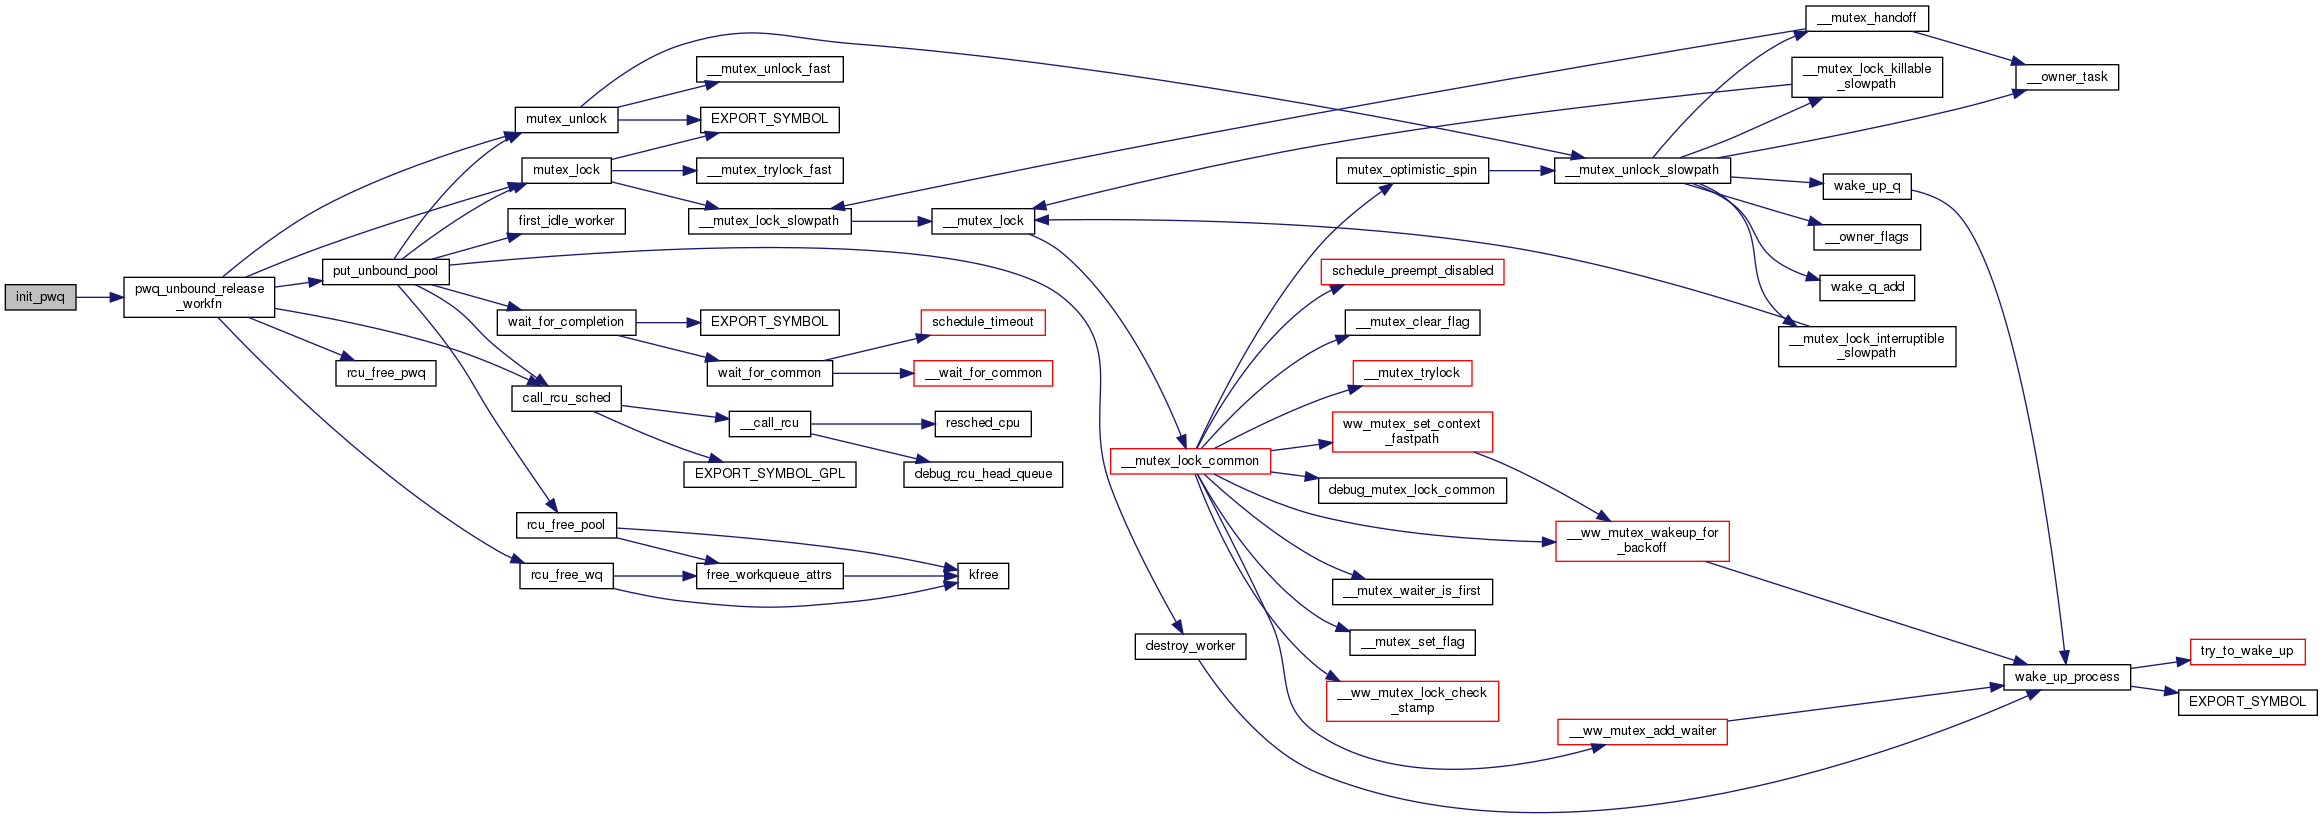 init_pwq
pwq_unbound_release
_workfn
put_unbound_pool
rcu_free_pwq
mutex_unlock
mutex_lock
first_idle_worker
wait_for_completion
call_rcu_sched
rcu_free_pool
rcu_free_wq
__mutex_unlock_fast
EXPORT_SYMBOL
__mutex_trylock_fast
__mutex_lock_slowpath
EXPORT_SYMBOL
wait_for_common
__call_rcu
EXPORT_SYMBOL_GPL
free_workqueue_attrs
__mutex_lock
schedule_timeout
__wait_for_common
resched_cpu
debug_rcu_head_queue
kfree
__mutex_lock_common
destroy_worker
mutex_optimistic_spin
schedule_preempt_disabled
__mutex_clear_flag
__mutex_trylock
ww_mutex_set_context
_fastpath
debug_mutex_lock_common
__mutex_waiter_is_first
__mutex_set_flag
__ww_mutex_lock_check
_stamp
__mutex_unlock_slowpath
__ww_mutex_wakeup_for
_backoff
__ww_mutex_add_waiter
__mutex_handoff
__mutex_lock_killable
_slowpath
wake_up_q
__owner_flags
wake_q_add
__mutex_lock_interruptible
_slowpath
__owner_task
wake_up_process
try_to_wake_up
EXPORT_SYMBOL